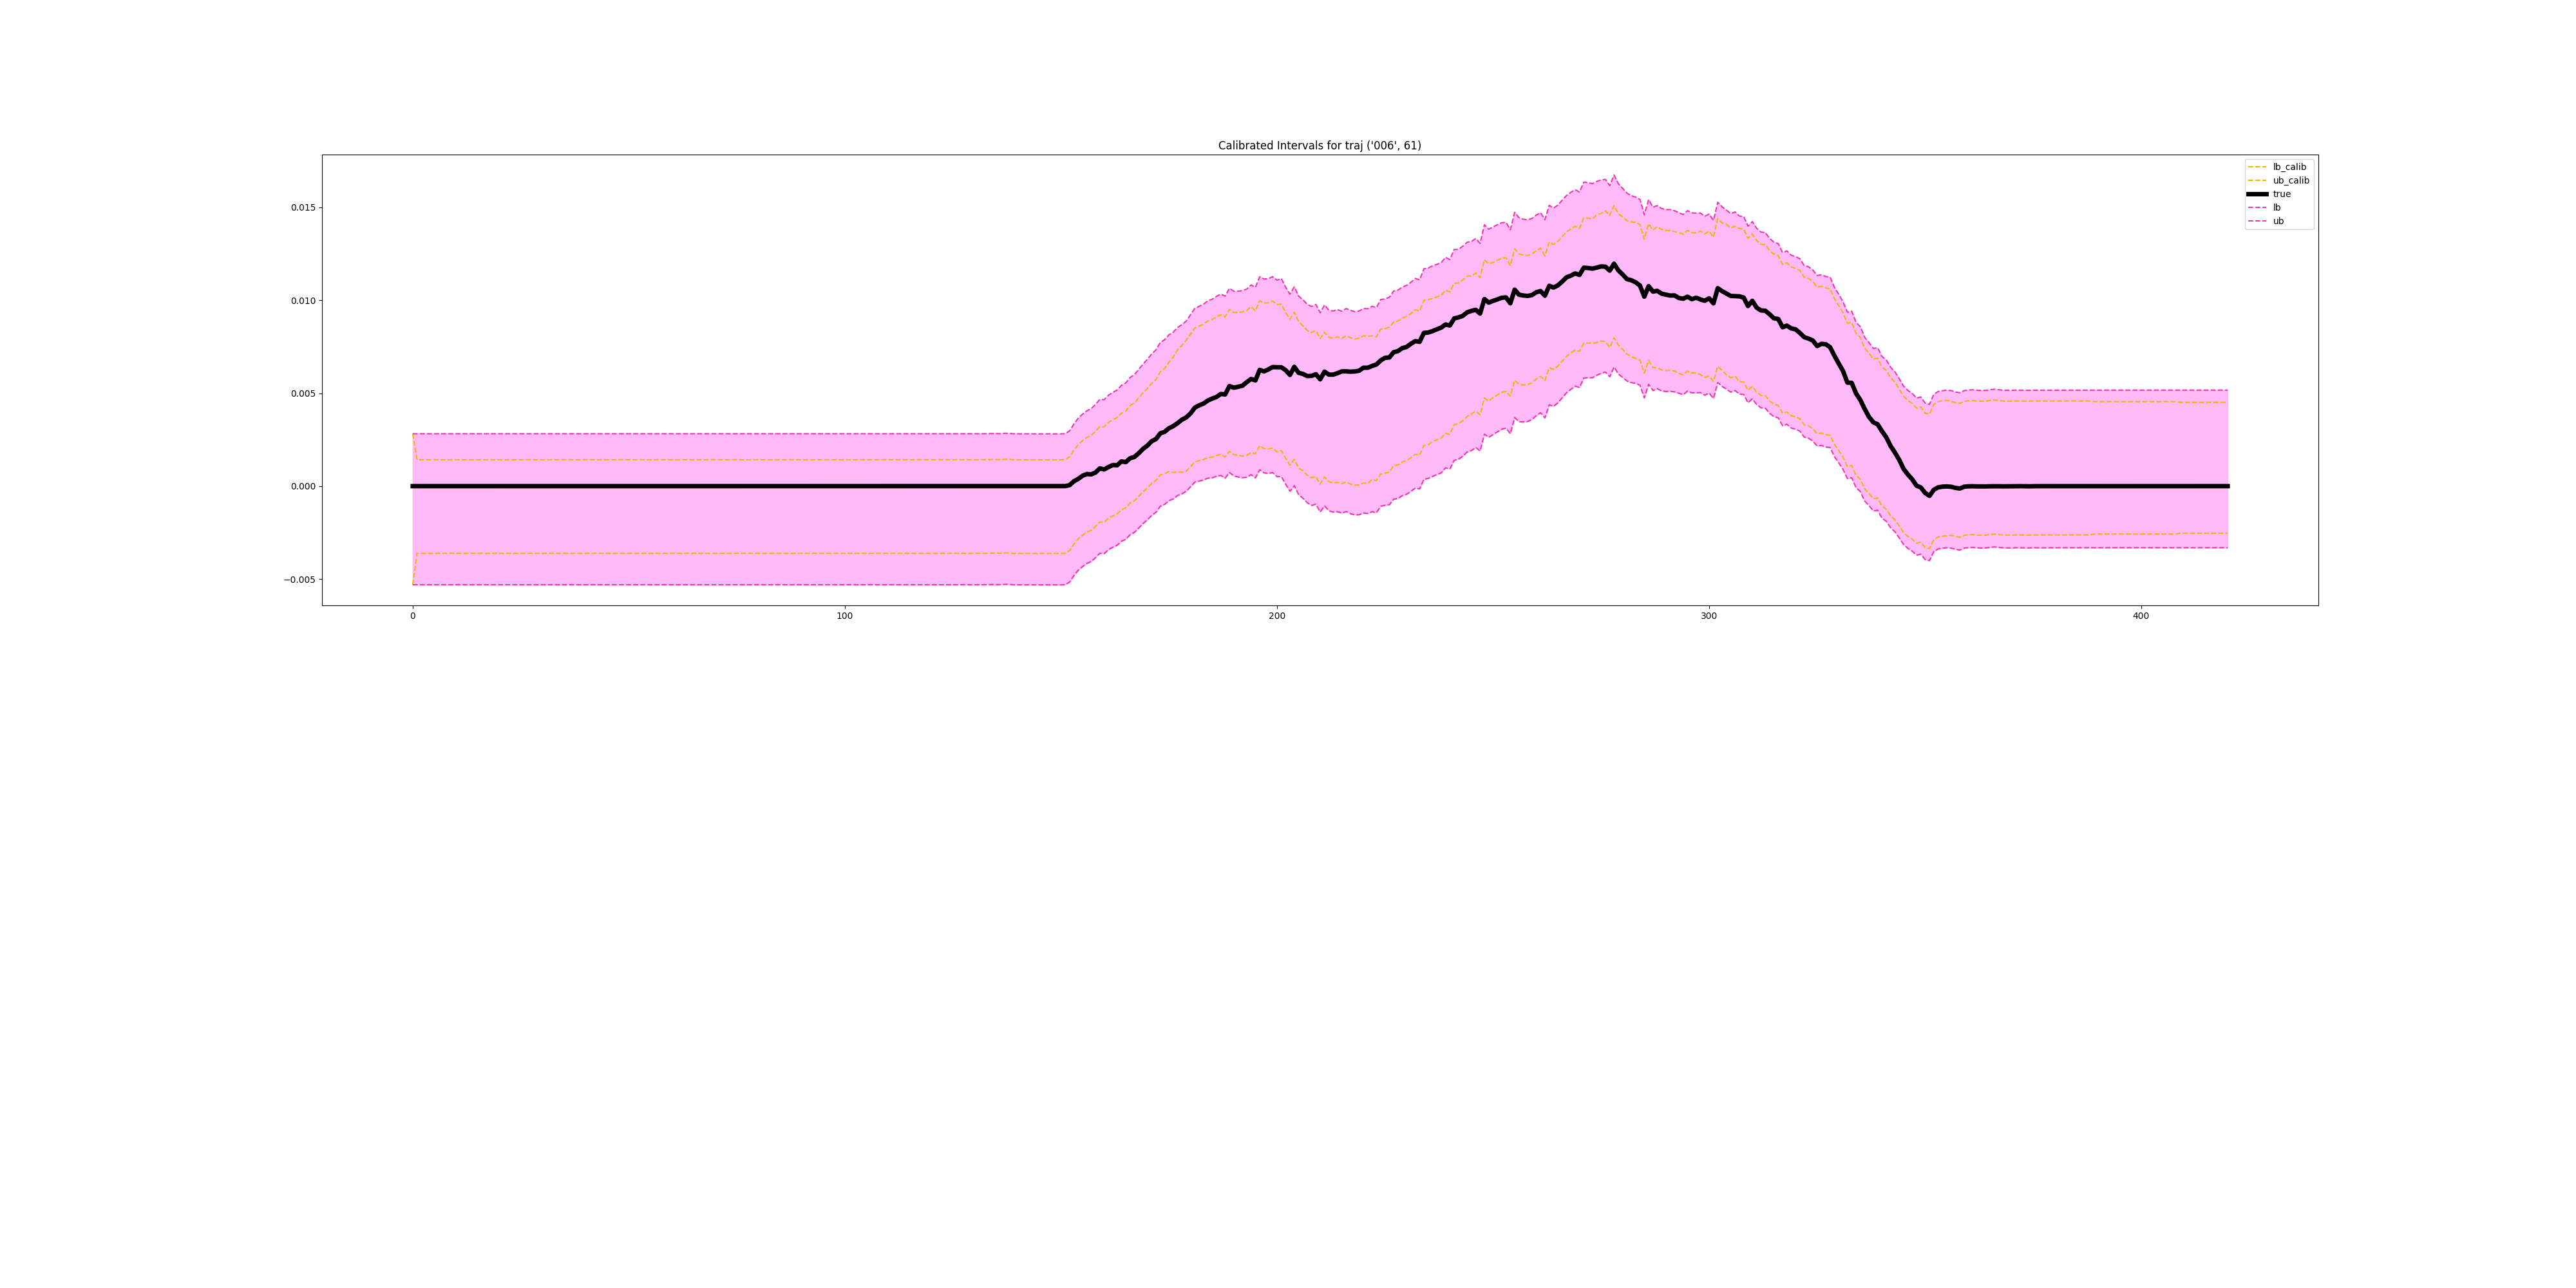 Calibrated Intervals for traj ('006', 61)
lb_calib
ub_calib
true
lb
ub
0.015
0.010
0.005
0.000
−0.005
0
100
200
300
400